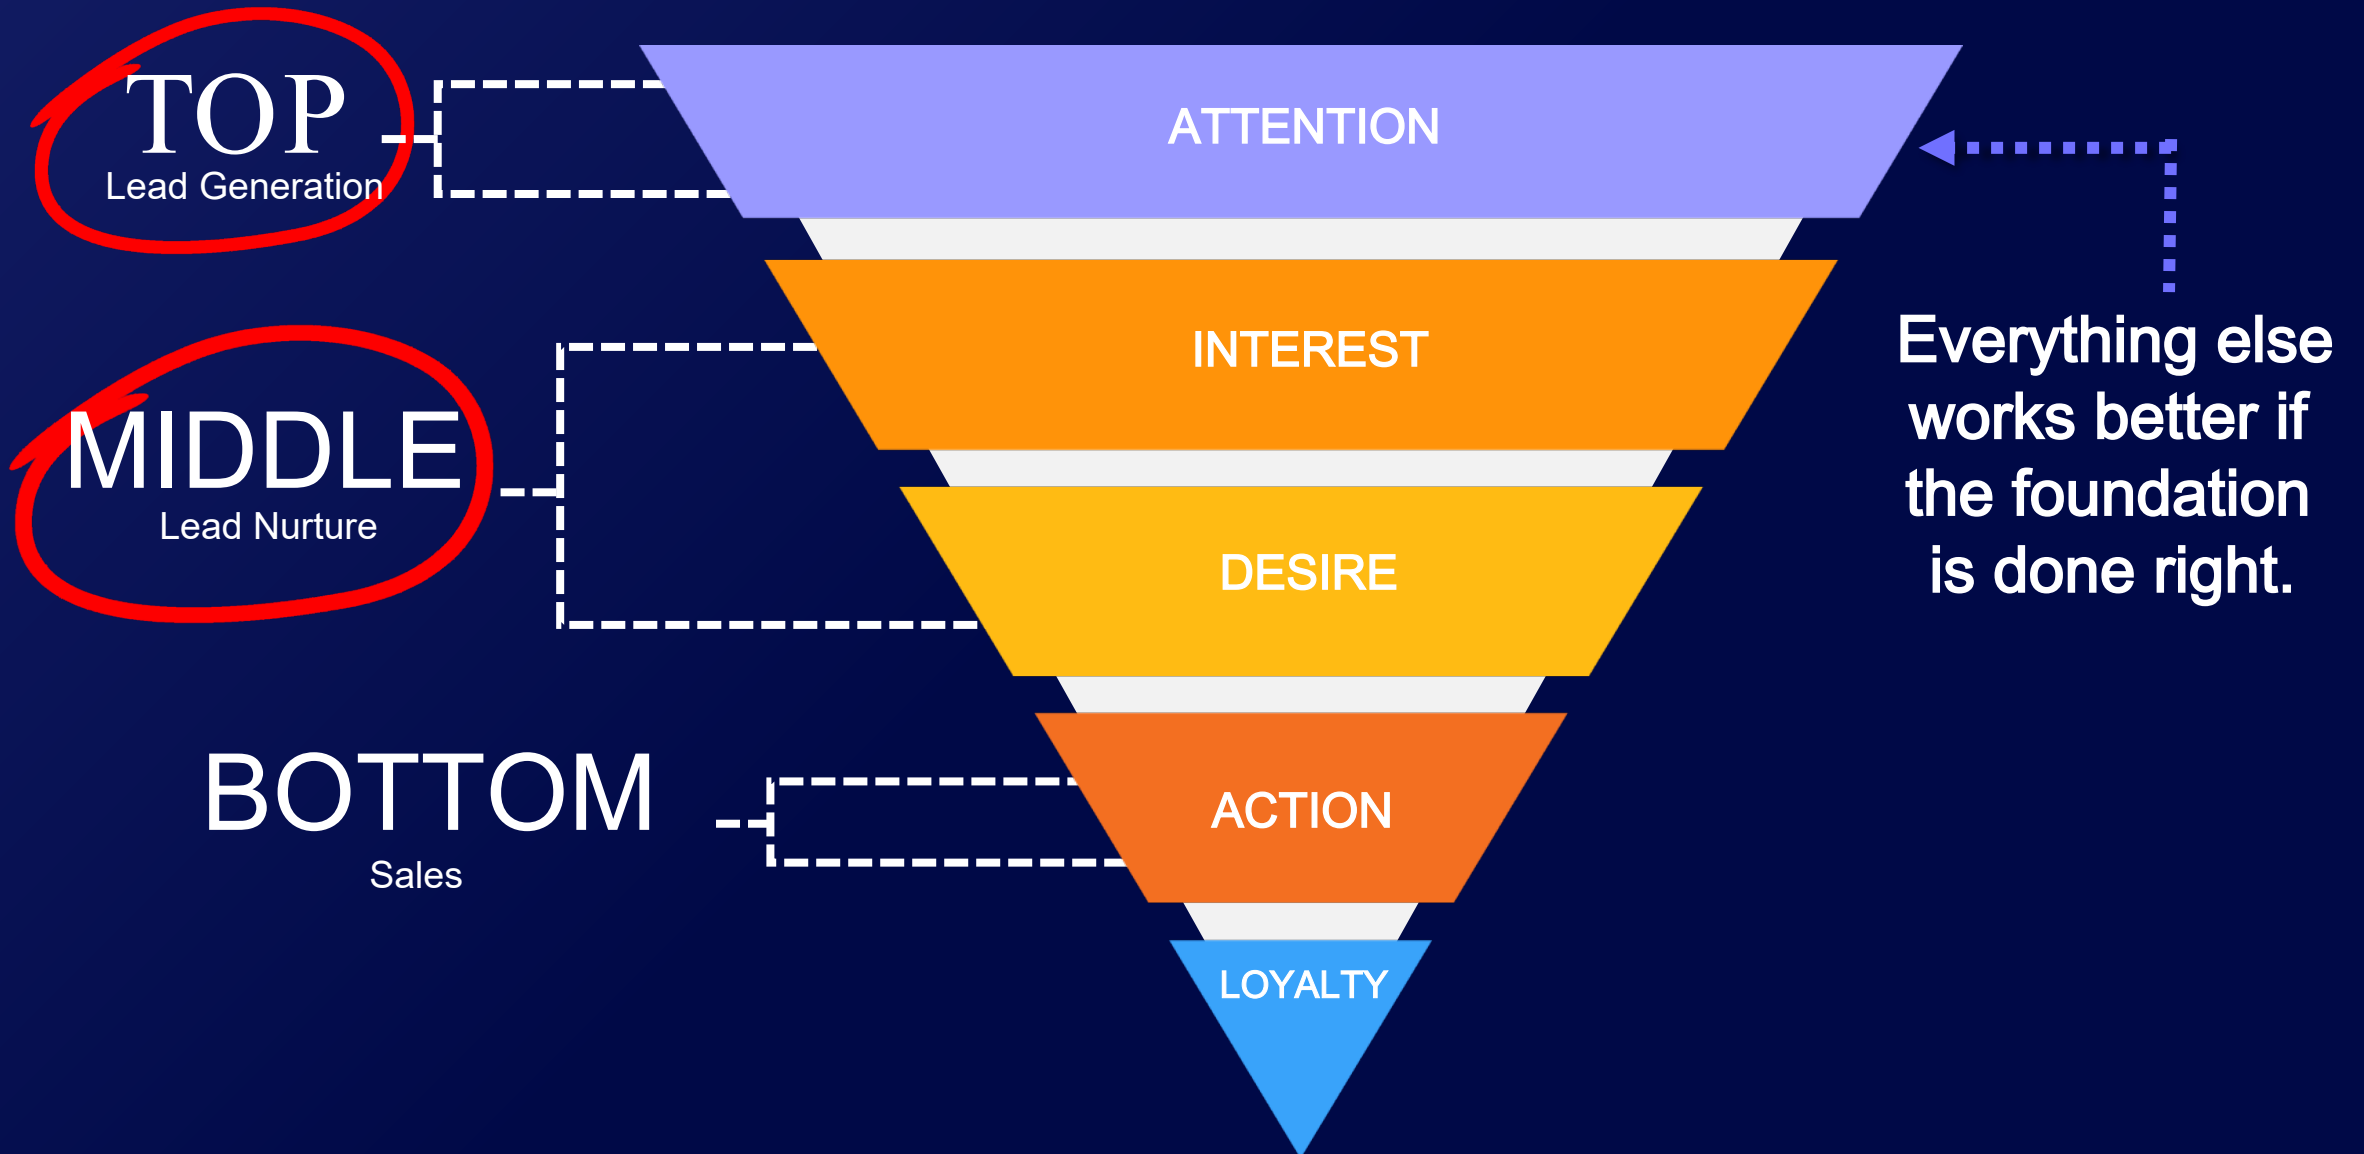 TOP
Lead Generation
ATTENTION
INTEREST
Everything else
works better if
the foundation
is done right.
MIDDLE
Lead Nurture
DESIRE
BOTTOM
Sales
ACTION
LOYALTY